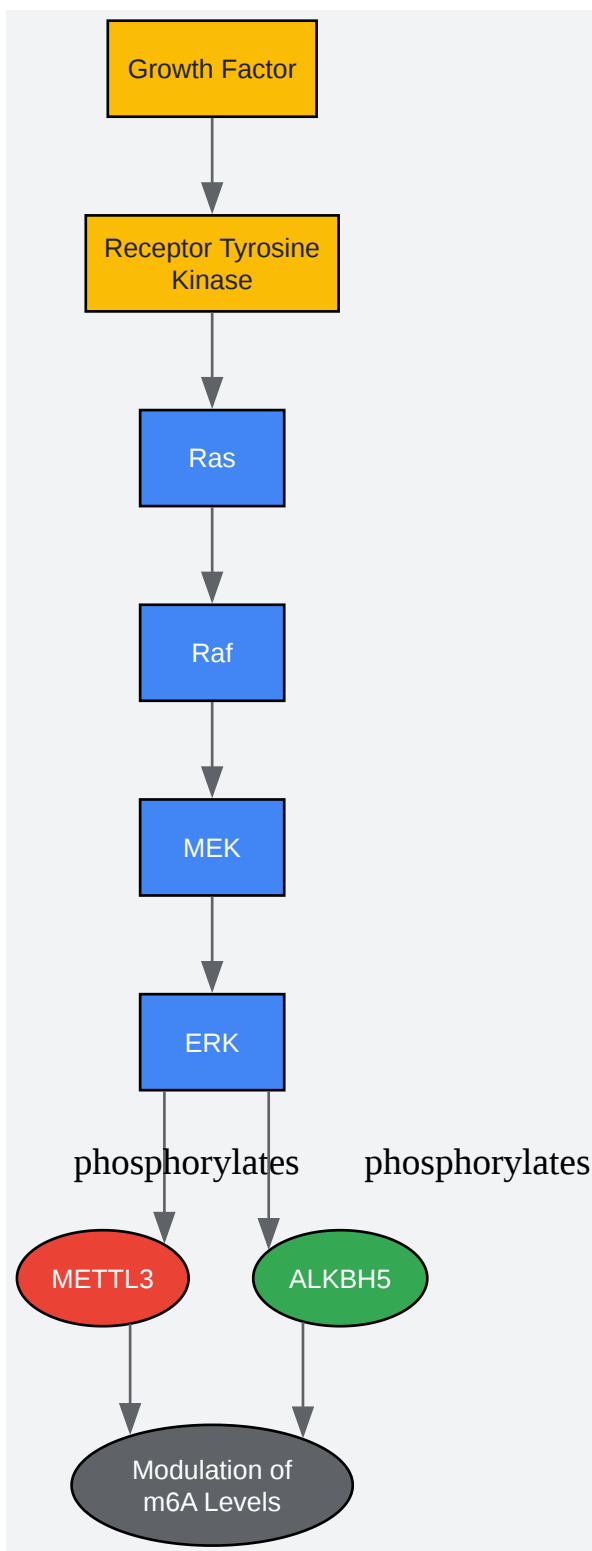 Growth Factor
Receptor Tyrosine
Kinase
Ras
Raf
MEK
ERK
phosphorylates
phosphorylates
METTL3
ALKBH5
Modulation of
m6A Levels